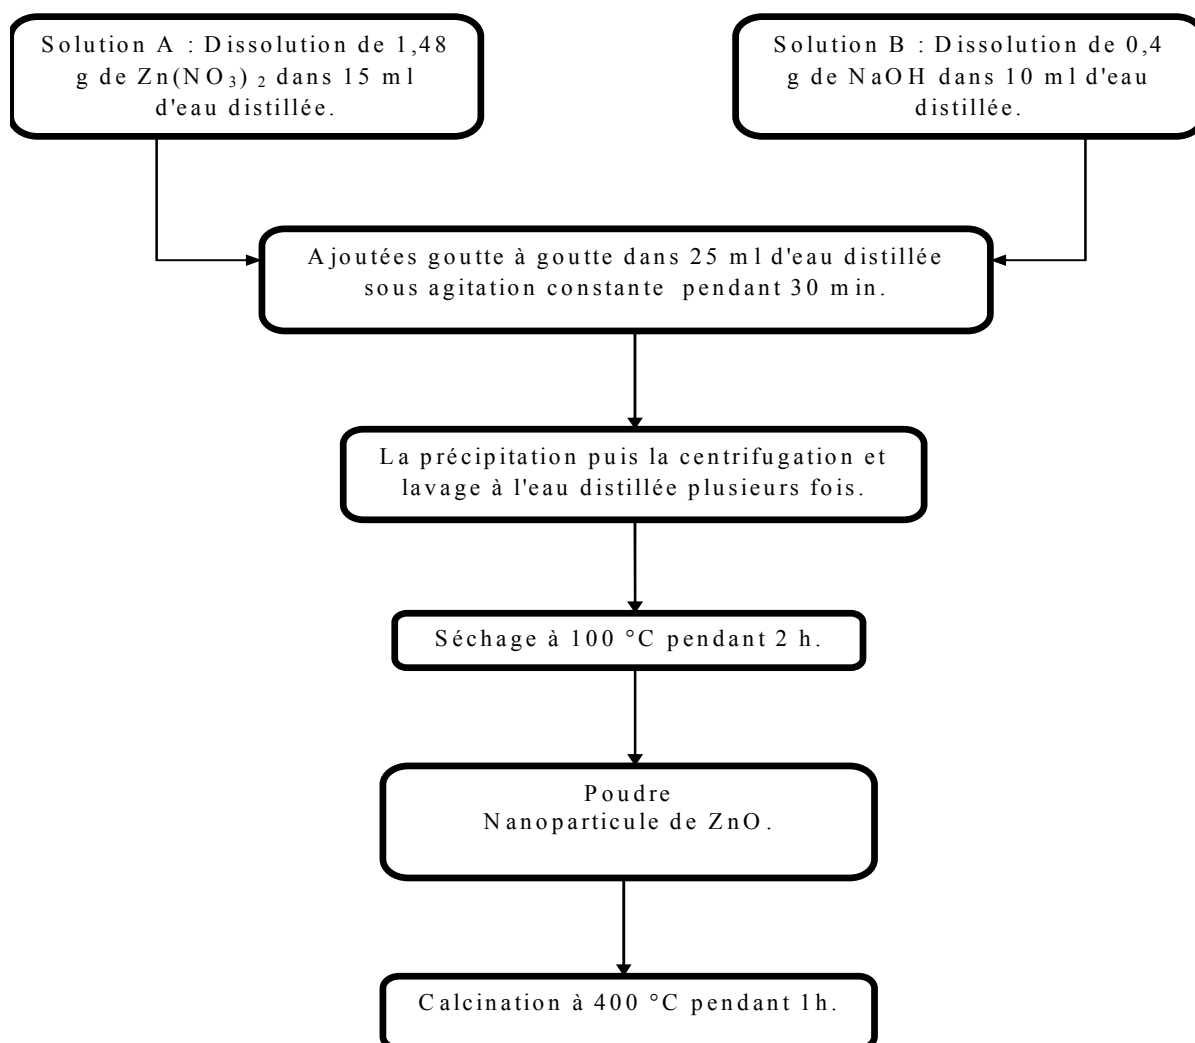 Solution A : Dissolution de 1,48
g de Zn(NO₃) ₂ dans 15 ml
d'eau distillée.
Solution B : Dissolution de 0,4
g de NaOH dans 10 ml d'eau
distillée.
Ajoutées goutte à goutte dans 25 ml d'eau distillée
sous agitation constante pendant 30 min.
La précipitation puis la centrifugation et
lavage à l'eau distillée plusieurs fois.
Séchage à 100 °C pendant 2 h.
Poudre
Nanoparticule de ZnO.
Calcination à 400 °C pendant 1h.